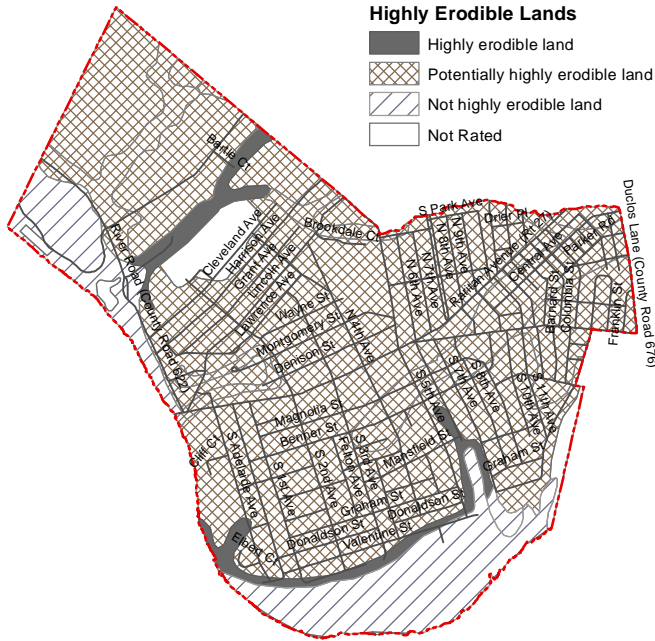 Highly Erodible Lands
Highly erodible land
Potentially highly erodible land
Not highly erodible land
Not Rated
Bartle Ct
S Park Ave
Drier Pl
Duclos Lane (County Road 676)
Brookdale Ct
Cleveland Ave
Harrison Ave
Grant Ave
Lincoln Ave
Lawrence Ave
River Road (County Road 622)
N 6th Ave
N 7th Ave
N 8th Ave
N 9th Ave
Raritan Avenue (Rt 27)
Central Ave
Parker Rd
Barnard St
Columbia St
Franklin St
Wayne St
Montgomery St
Denison St
N 4th Ave
Magnolia St
Benner St
Mansfield St
S 5th Ave
S 7th Ave
S 8th Ave
S 10th Ave
S 11th Ave
Cliff Ct
S Adelaide Ave
S 1st Ave
S 2nd Ave
Felton Ave
S 3rd Ave
Graham St
Graham St
Donaldson St
Donaldson St
Valentine St